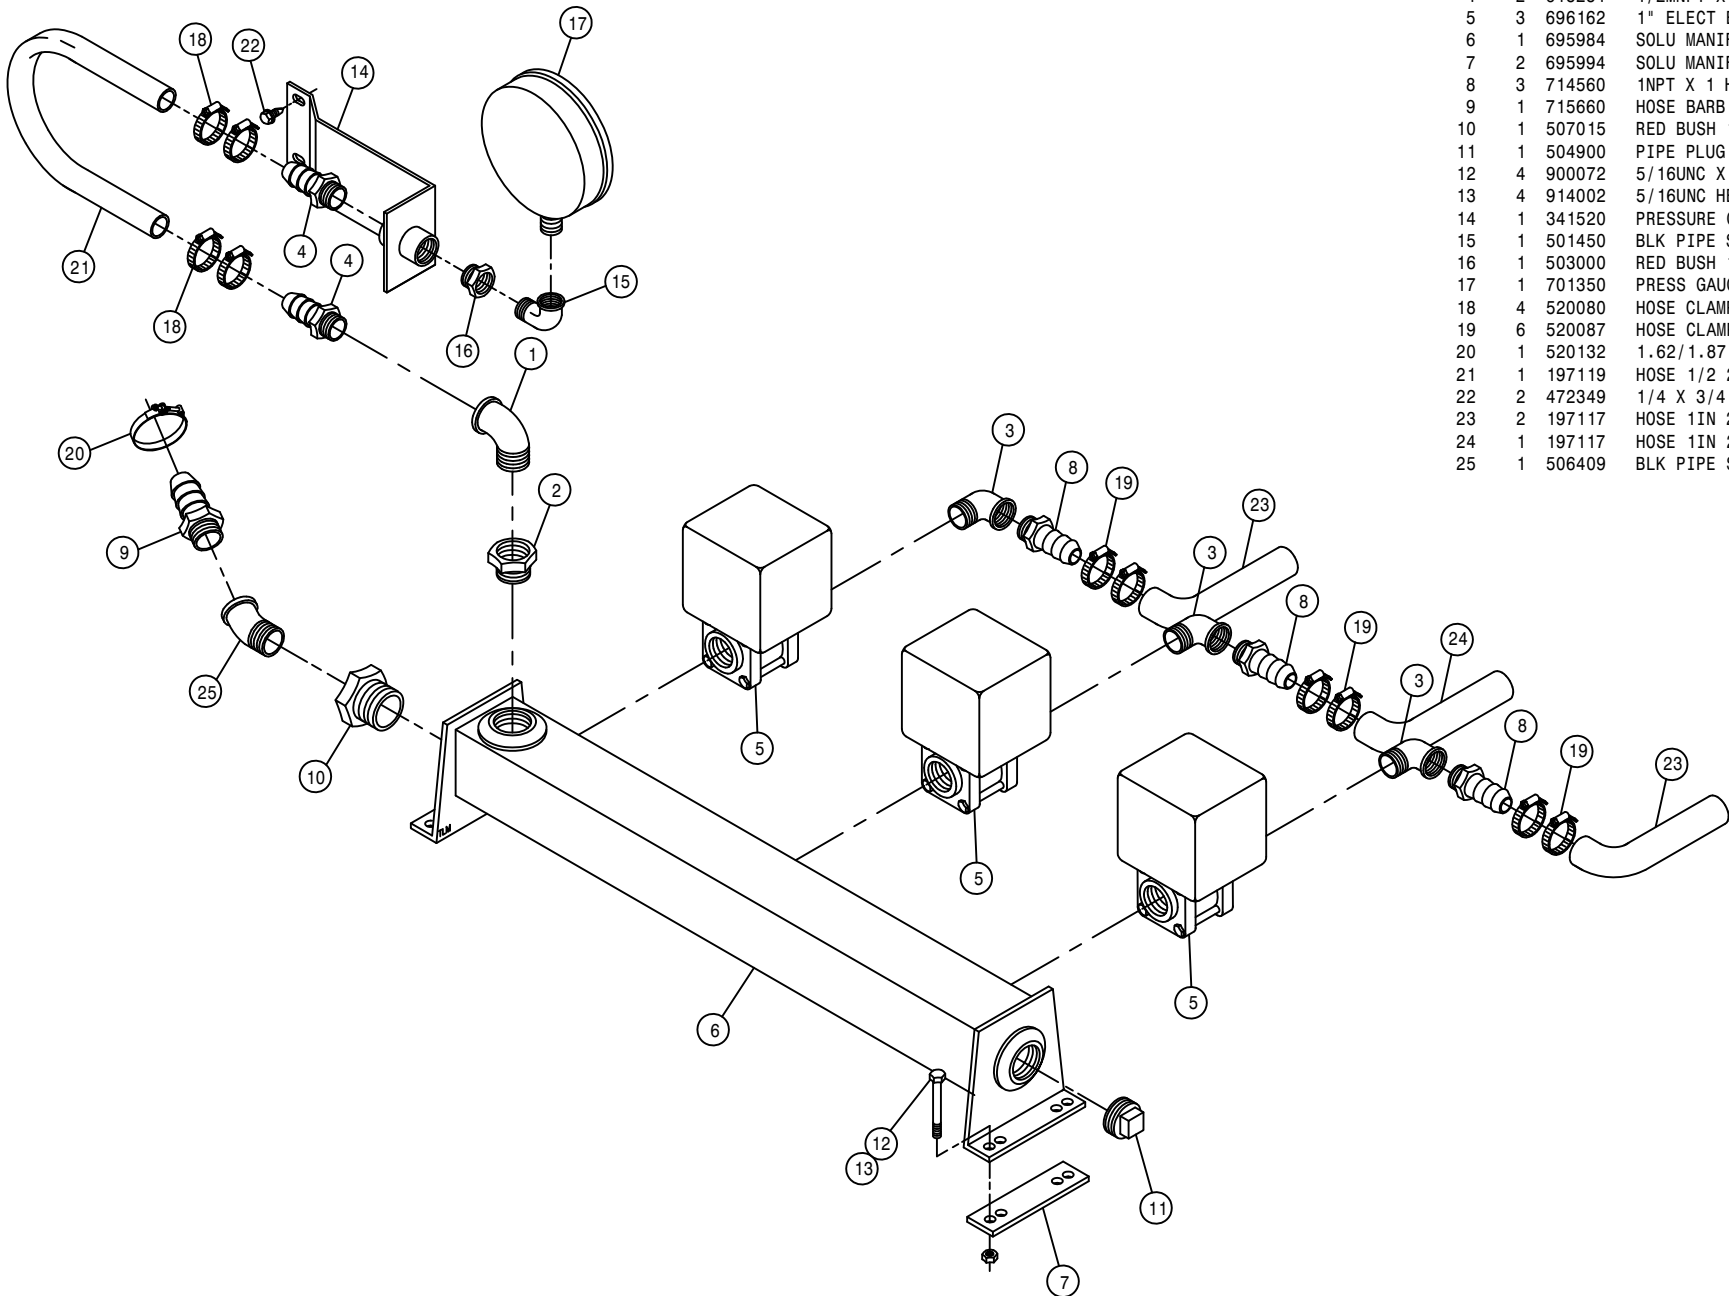 5 3 696162 1" ELECT
6 1 695984 SOLU
7 2 695994 SOLU
8 3 714560 1NPT X 1
9 1 715660 HOSE BARB
10 1 507015 RED BUSH
11 1 504900 PIPE PLUG
12 4 900072 5/16UNC X
13 4 914002 5/16UNC
14 1 341520 PRESSURE
15 1 501450 BLK PIPE
16 1 503000 RED BUSH
17 1 701350 PRESS
18 4 520080 HOSE
19 6 520087 HOSE
20 1 520132 1.62/1.87
21 1 197119 HOSE 1/2
22 2 472349 1/4 X 3/4
23 2 197117 HOSE 1IN
24 1 197117 HOSE 1IN
25 1 506409 BLK PIPE
17
18
22
14
4
21
4
15
18
16
1
20
3
8
19
23
2
9
3
8
19
24
25
3
5
8
10
19
23
TLM
5
5
6
12
13
11
7